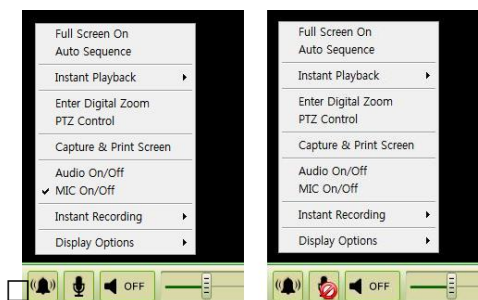 Full Screen On
Auto Sequence
Instant Playback
Enter Digital Zoom
PTZ Control
Capture & Print Screen
Audio On/Off
MIC On/Off
Instant Recording
Display Options
OFF
Full Screen On
Auto Sequence
Instant Playback
Enter Digital Zoom
PTZ Control
Capture & Print Screen
Audio On/Off
MIC On/Off
Instant Recording
Display Options
OFF